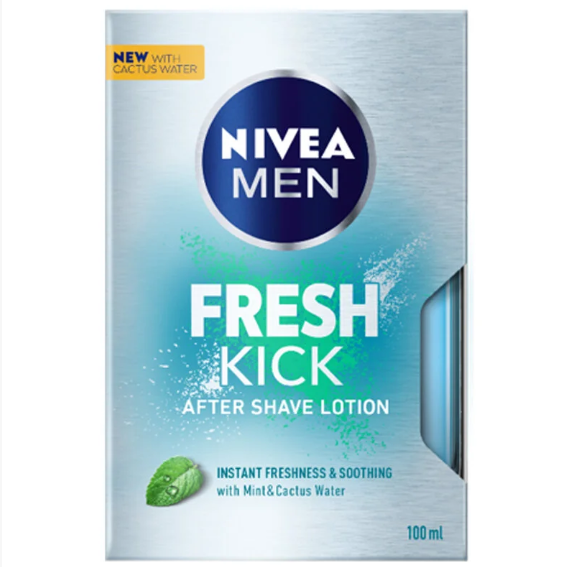 NEW WITH
CACTUS WATER
NIVEA
MEN
FRESH
KICK
AFTER SHAVE LOTION
INSTANT FRESHNESS & SOOTHING
with Mint&Cactus Water
100 ml